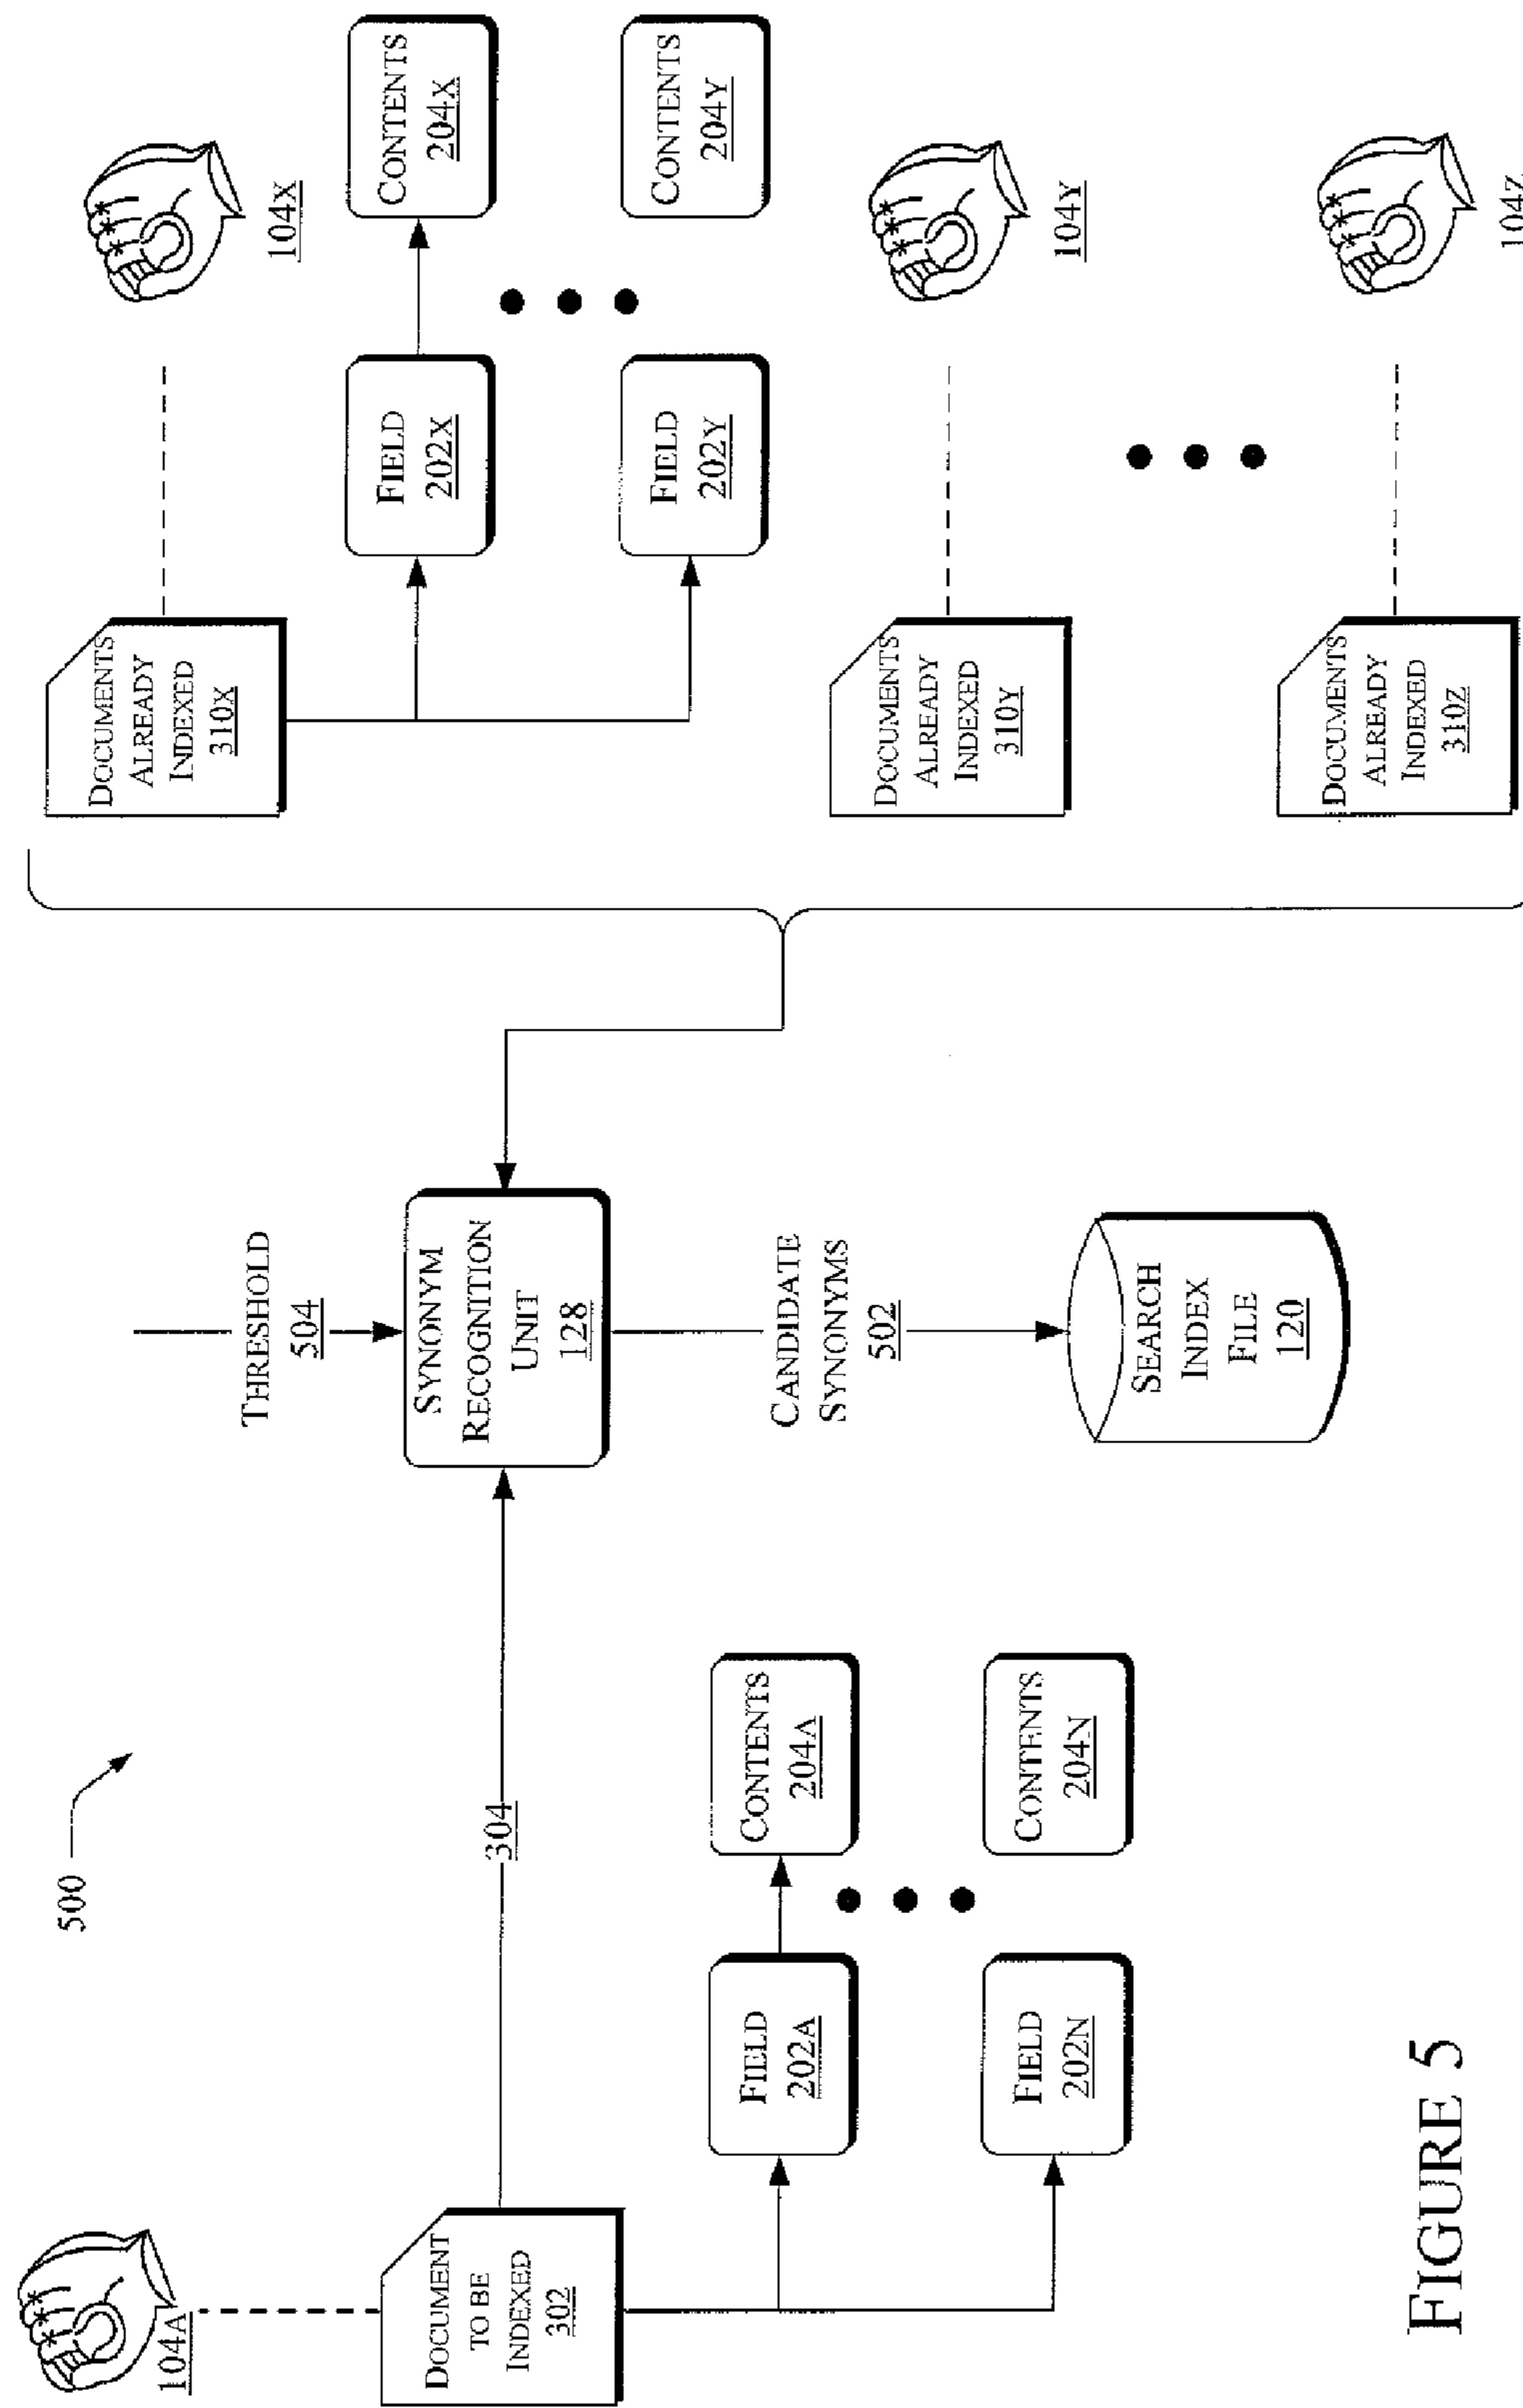 500
104A
DOCUMENT
TO BE
INDEXED
302
304
FIELD
202A
CONTENTS
204A
FIELD
202N
CONTENTS
204N
THRESHOLD
504
SYNONYM
RECOGNITION
UNIT
128
CANDIDATE
SYNONYMS
502
SEARCH
INDEX
FILE
120
DOCUMENTS
ALREADY
INDEXED
310X
104X
FIELD
202X
CONTENTS
204X
FIELD
202Y
CONTENTS
204Y
DOCUMENTS
ALREADY
INDEXED
310Y
104Y
DOCUMENTS
ALREADY
INDEXED
310Z
104Z
FIGURE 5